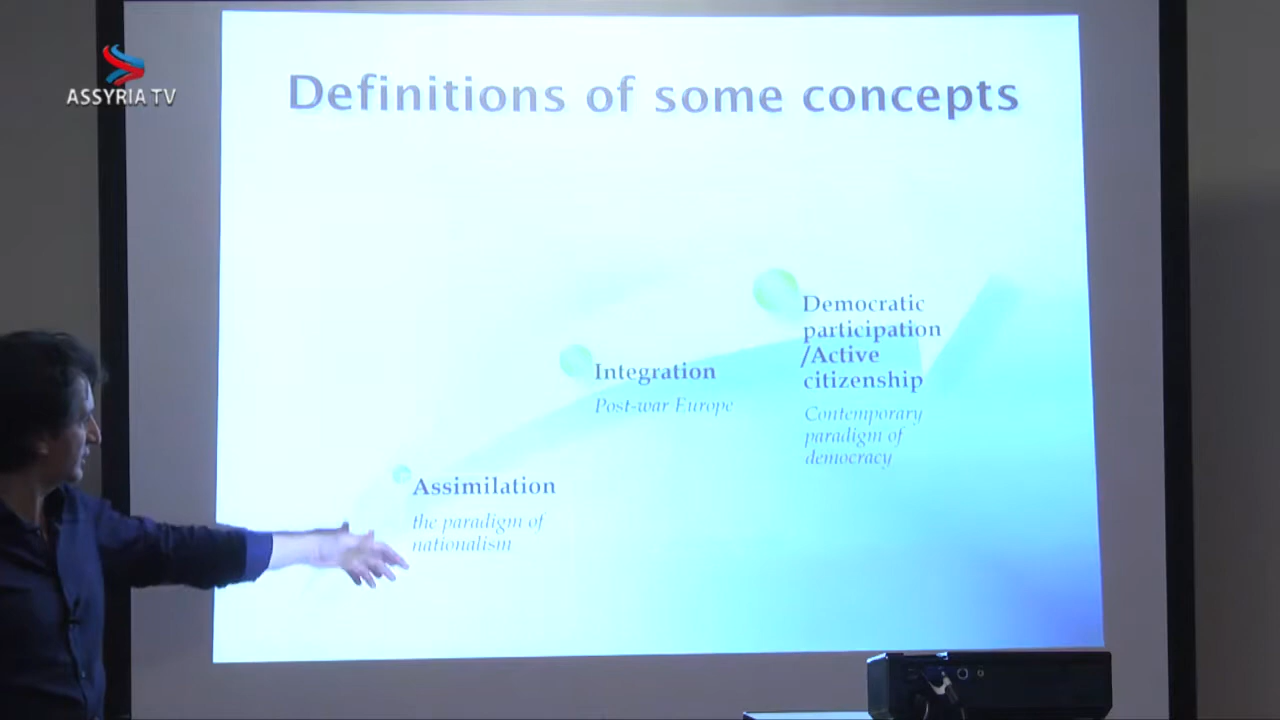 ASSYRIA TV
Definitions of some concepts
Democratic
participation
/Active
citizenship
Contemporary
paradigm of
democracy
Integration
Post-war Europe
Assimilation
the paradigm of
nationalism